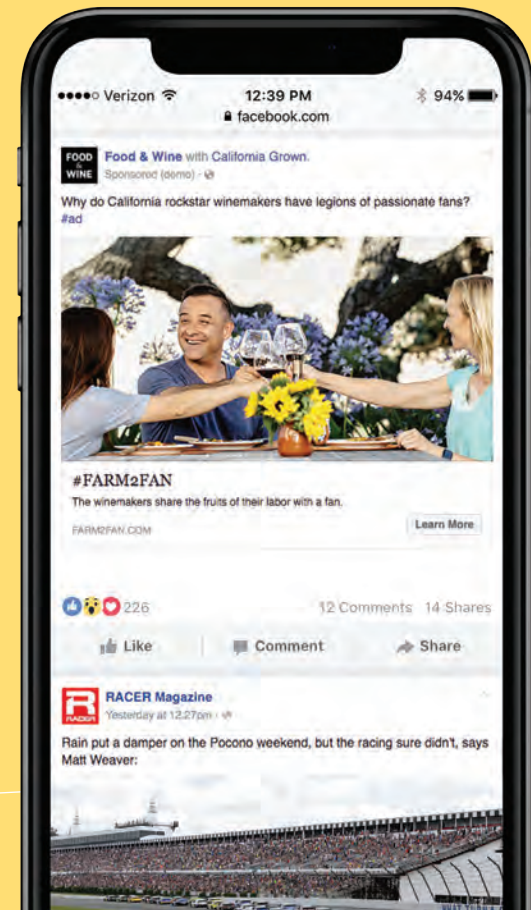 Verizon 12:39 PM 94%
facebook.com
FOOD & WINE
Food & Wine with California Grown.
Sponsored (demo) ·
Why do California rockstar winemakers have legions of passionate fans?
#ad
#FARM2FAN
The winemakers share the fruits of their labor with a fan.
FARM2FAN.COM
Learn More
226 12 Comments 14 Shares
Like Comment Share
R
RACER
RACER Magazine
Yesterday at 12:27pm ·
Rain put a damper on the Pocono weekend, but the racing sure didn't, says
Matt Weaver: